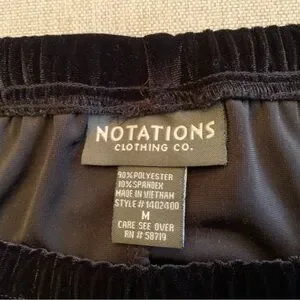 NOTATIONS
CLOTHING CO.
90% POLYESTER
10% SPANDEX
MADE IN VIETNAM
STYLE # 1402400
M
CARE SEE OVER
RN # 58719